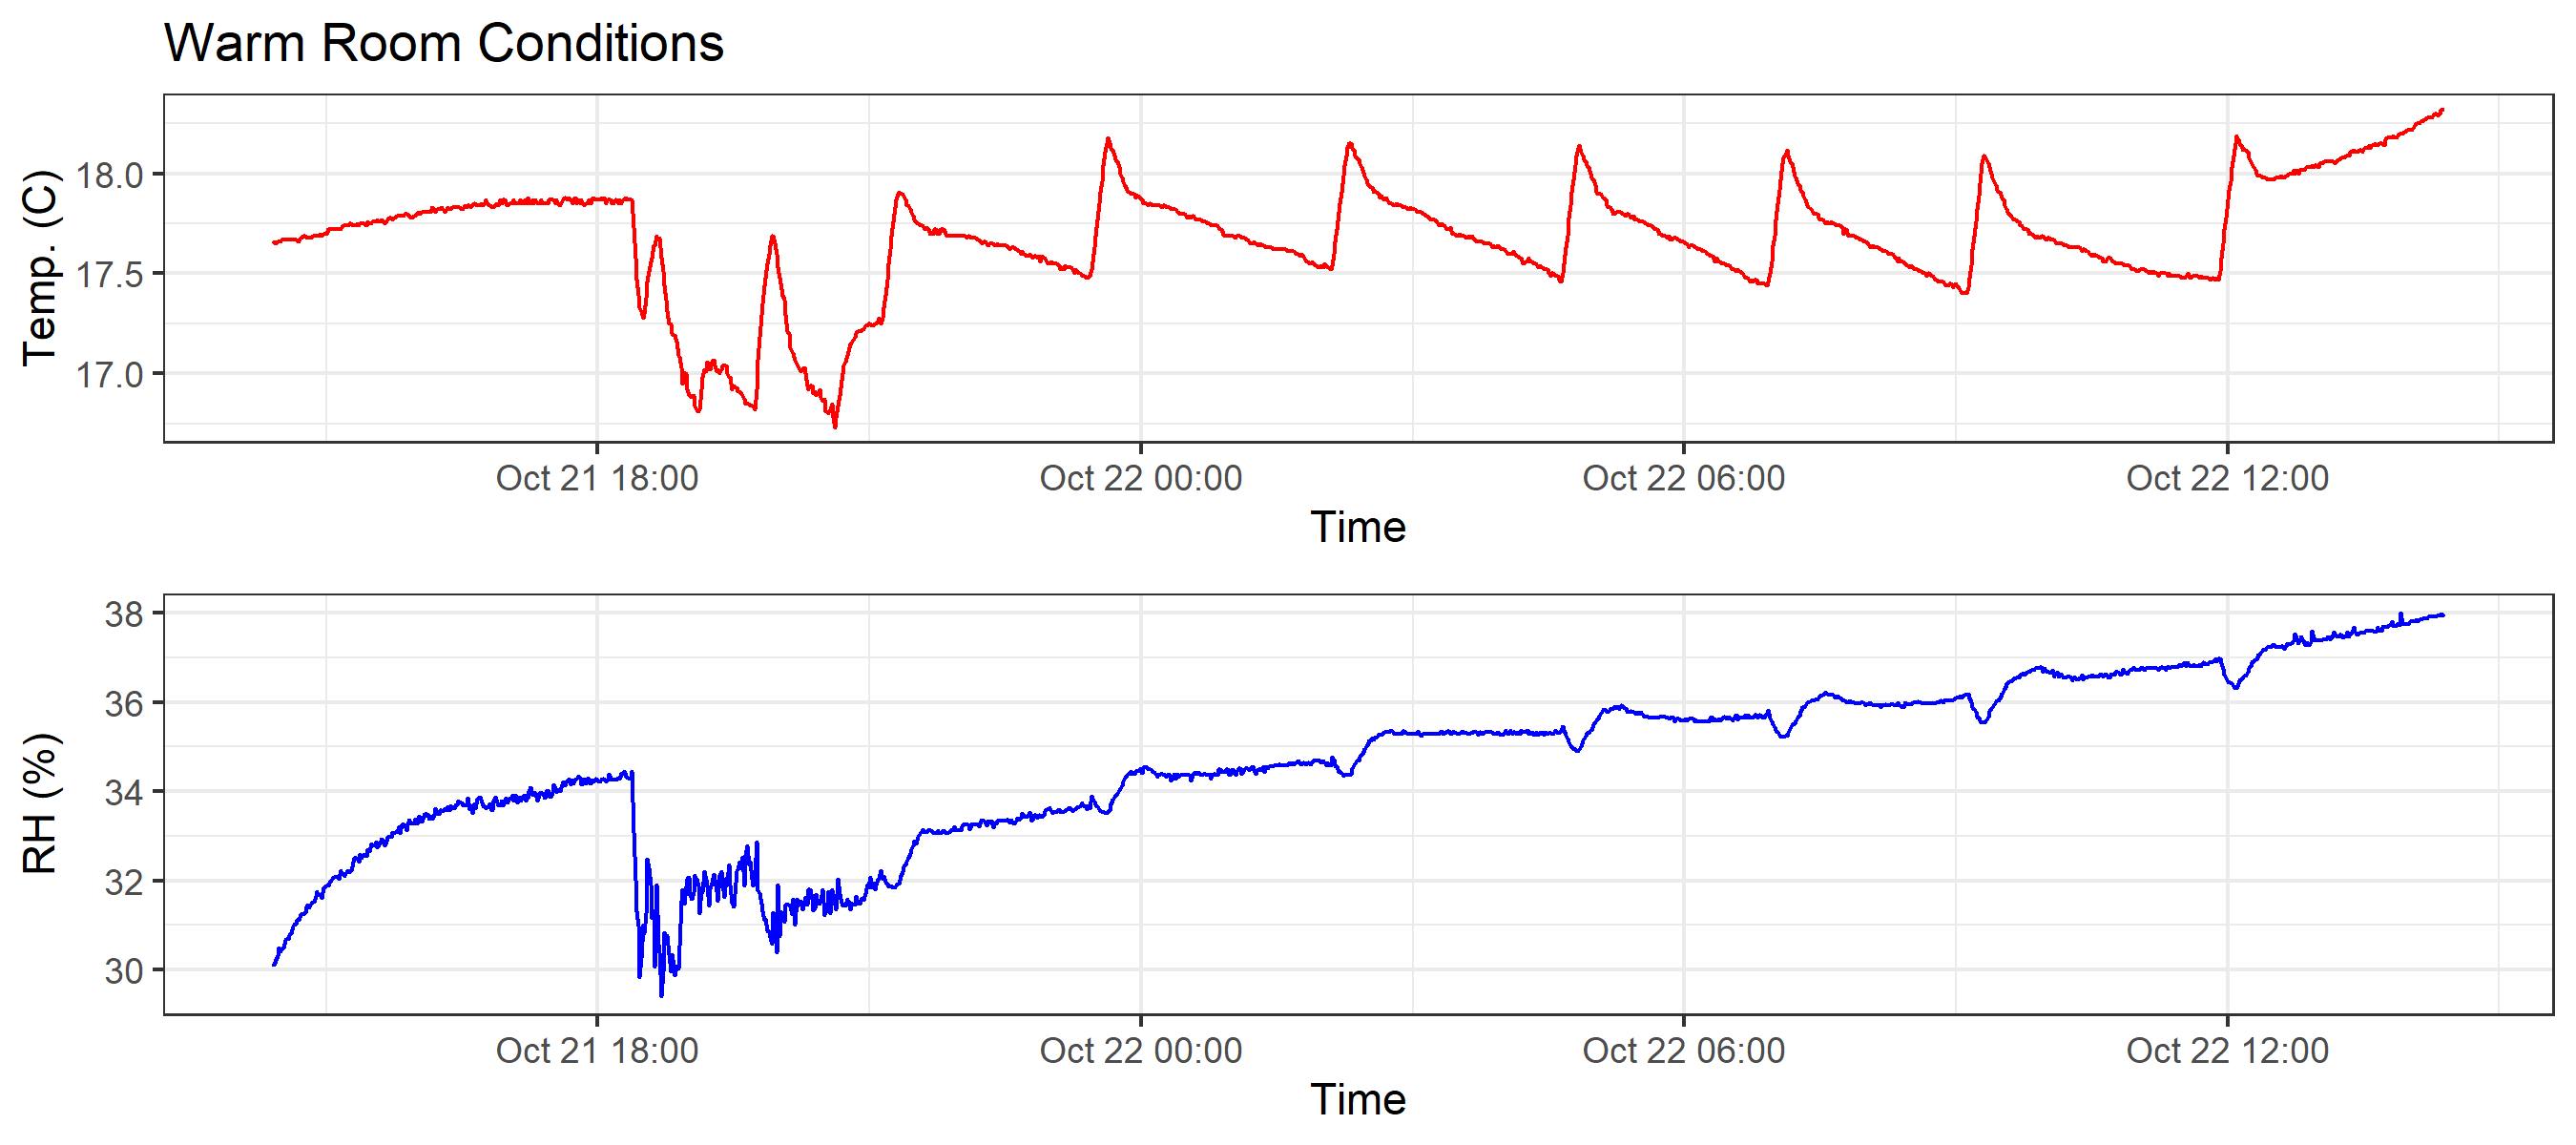 Warm Room Conditions
Temp. (C)
18.0
17.5
17.0
Oct 21 18:00 Oct 22 00:00 Oct 22 06:00 Oct 22 12:00
Time
RH (%)
38
36
34
32
30
Oct 21 18:00 Oct 22 00:00 Oct 22 06:00 Oct 22 12:00
Time